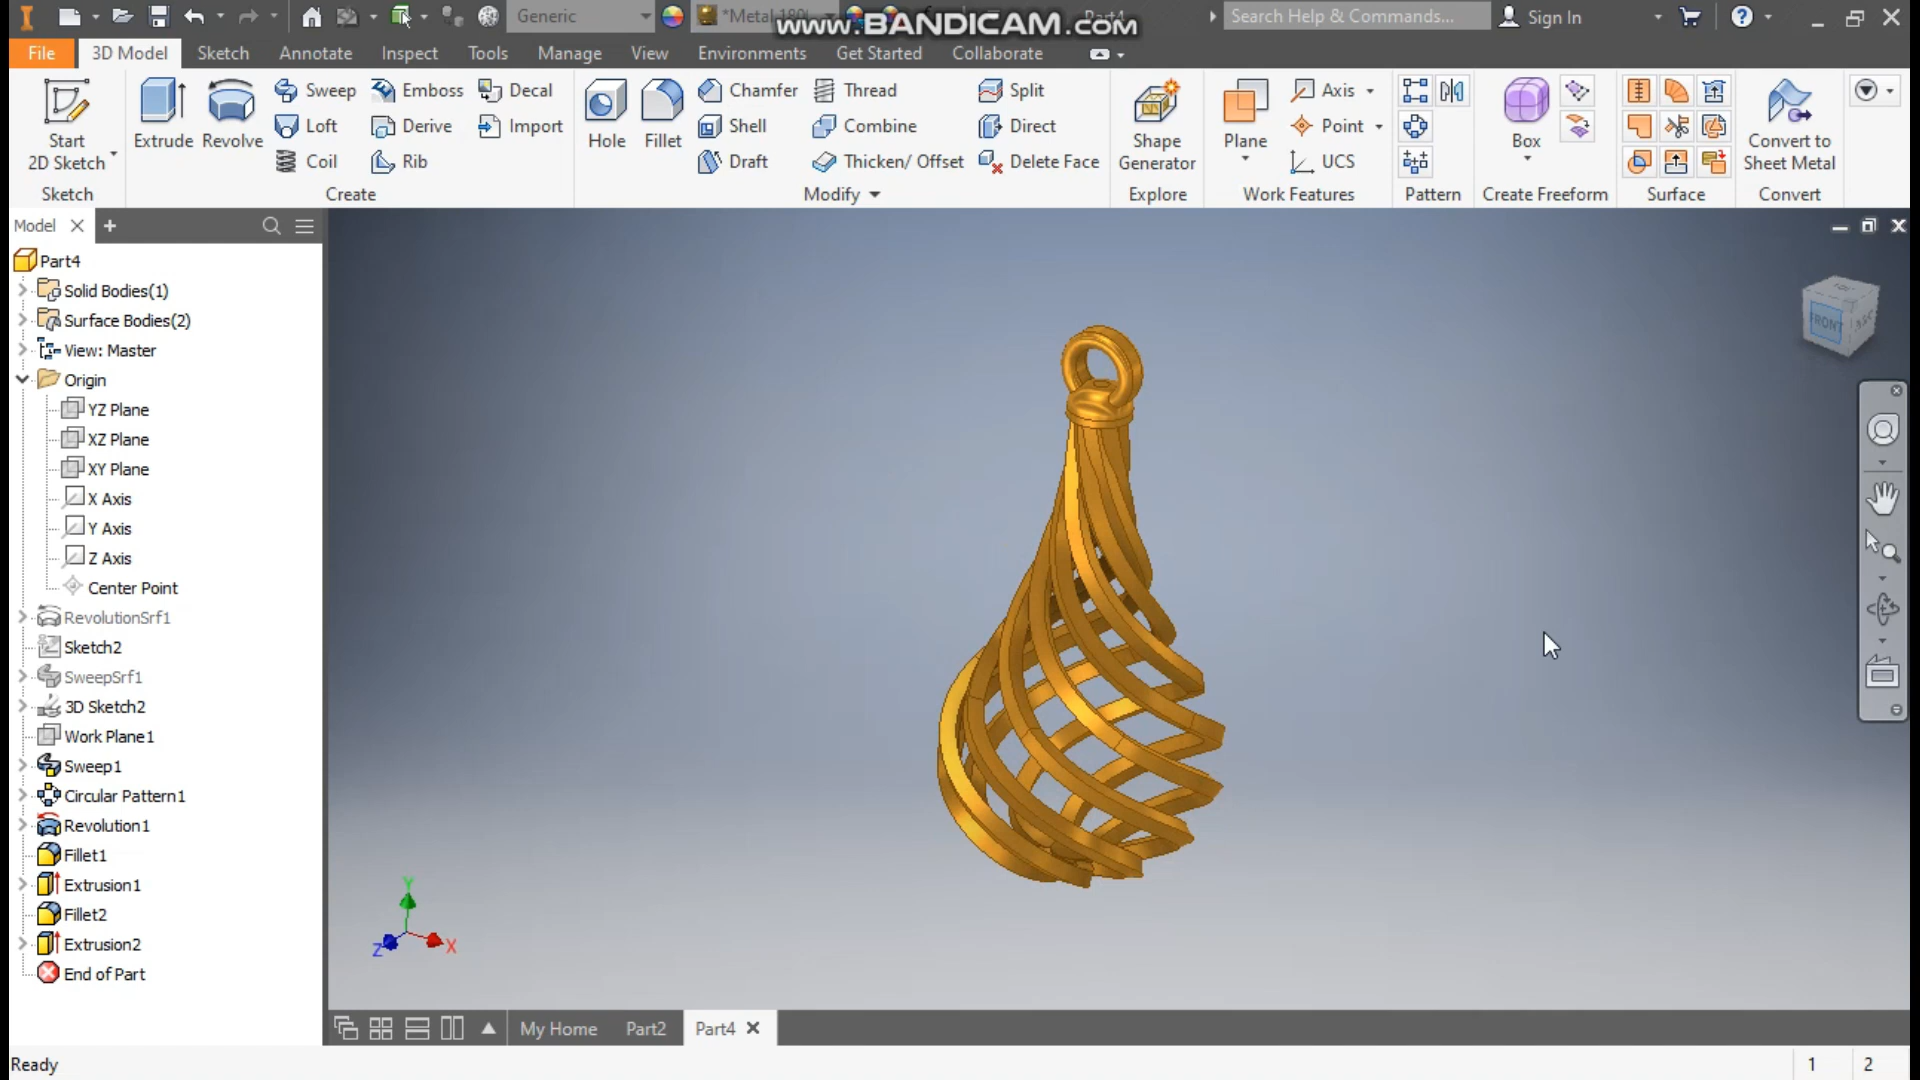 Generic
*Metal-180
www.BANDICAM.com
Part4
Search Help & Commands...
Sign In
File
3D Model
Sketch
Annotate
Inspect
Tools
Manage
View
Environments
Get Started
Collaborate
Start
2D Sketch
Sketch
Extrude
Revolve
Sweep
Loft
Coil
Emboss
Derive
Rib
Decal
Import
Create
Hole
Fillet
Chamfer
Shell
Draft
Thread
Combine
Thicken/ Offset
Split
Direct
Delete Face
Modify
Shape
Generator
Explore
Plane
Axis
Point
UCS
Work Features
Pattern
Box
Create Freeform
Surface
Convert to
Sheet Metal
Convert
Model
Part4
Solid Bodies(1)
Surface Bodies(2)
View: Master
Origin
YZ Plane
XZ Plane
XY Plane
X Axis
Y Axis
Z Axis
Center Point
RevolutionSrf1
Sketch2
SweepSrf1
3D Sketch2
Work Plane1
Sweep1
Circular Pattern1
Revolution1
Fillet1
Extrusion1
Fillet2
Extrusion2
End of Part
FRONT
Y
Z
X
My Home
Part2
Part4
Ready
1
2